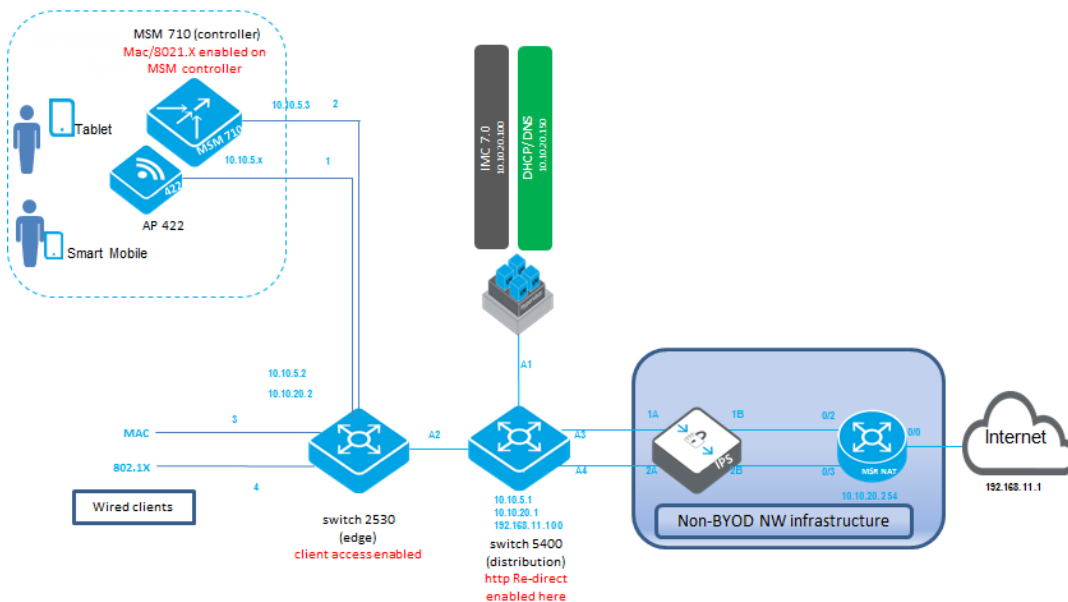 MSM 710 (controller)
Mac/8021.X enabled on
MSM controller
Tablet
MSM 710
422
AP 422
Smart Mobile
10.10.5.3
2
10.10.5.x
1
IMC 7.0
10.10.20.100
DHCP/DNS
10.10.20.150
A1
10.10.5.2
10.10.20.2
3
MAC
802.1X
4
Wired clients
A2
switch 2530
(edge)
client access enabled
A3
A4
10.10.5.1
10.10.20.1
192.168.11.100
switch 5400
(distribution)
http Re-direct
enabled here
1A
1B
2A
2B
IPS
0/2
0/3
0/0
MSR NAT
10.10.20.254
Non-BYOD NW infrastructure
Internet
192.168.11.1